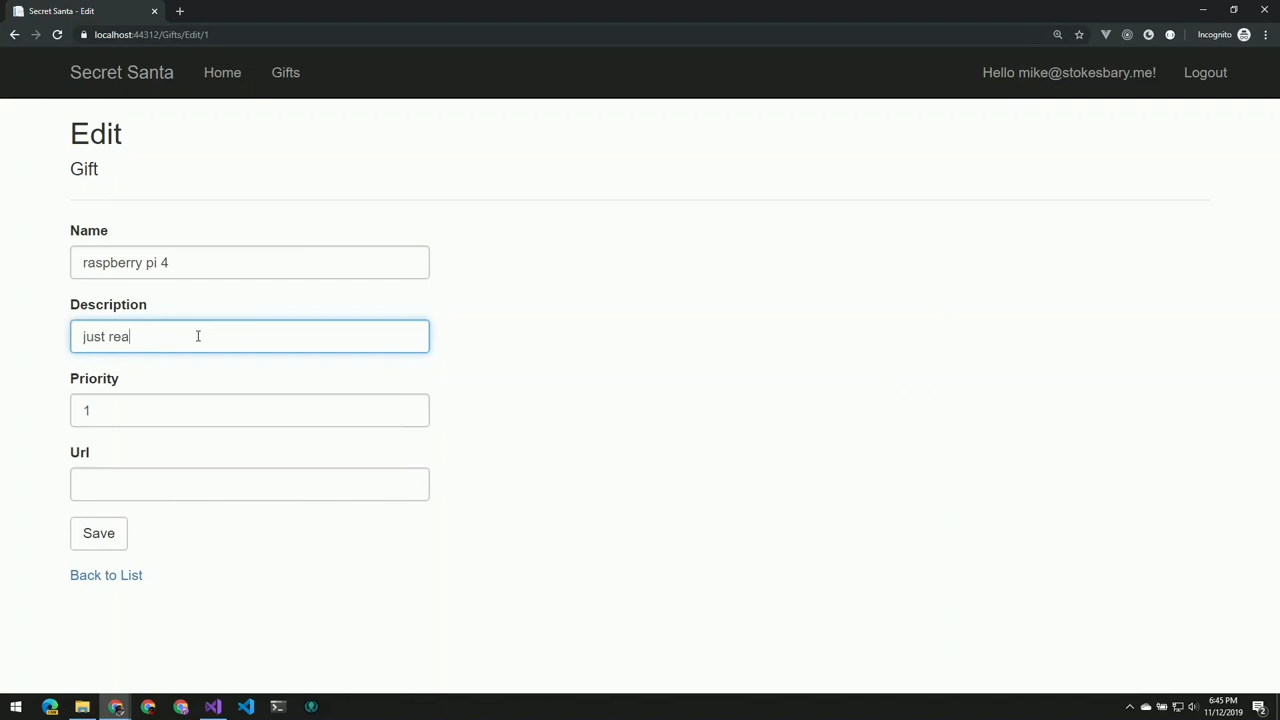 Secret Santa - Edit
localhost:44312/Gifts/Edit/1
Incognito
Secret Santa Home Gifts Hello mike@stokesbary.me! Logout
Edit
Gift
Name
raspberry pi 4
Description
just rea
Priority
1
Url
Save
Back to List
6:45 PM
11/12/2019
2